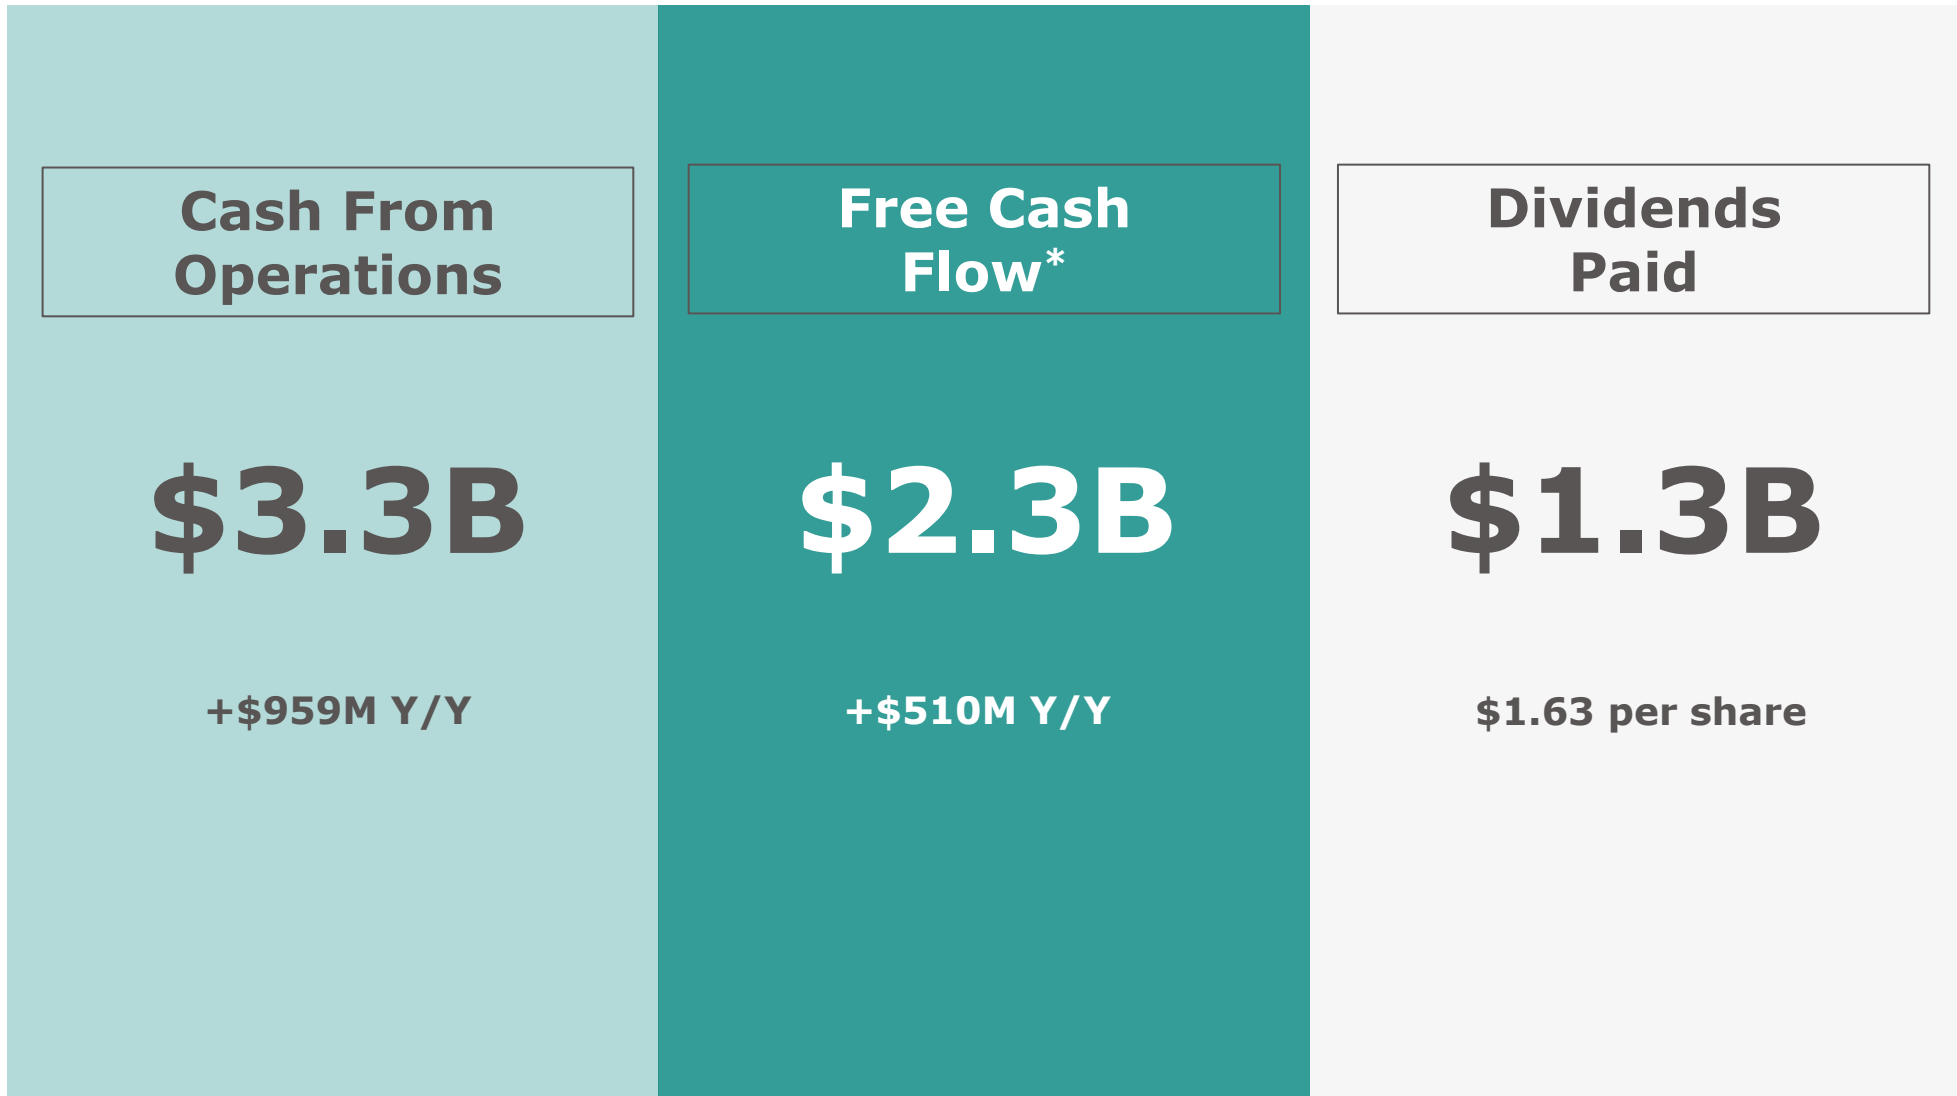 Cash From
Operations
$3.3B
+$959M Y/Y
Free Cash
Flow*
$2.3B
+$510M Y/Y
Dividends
Paid
$1.3B
$1.63 per share